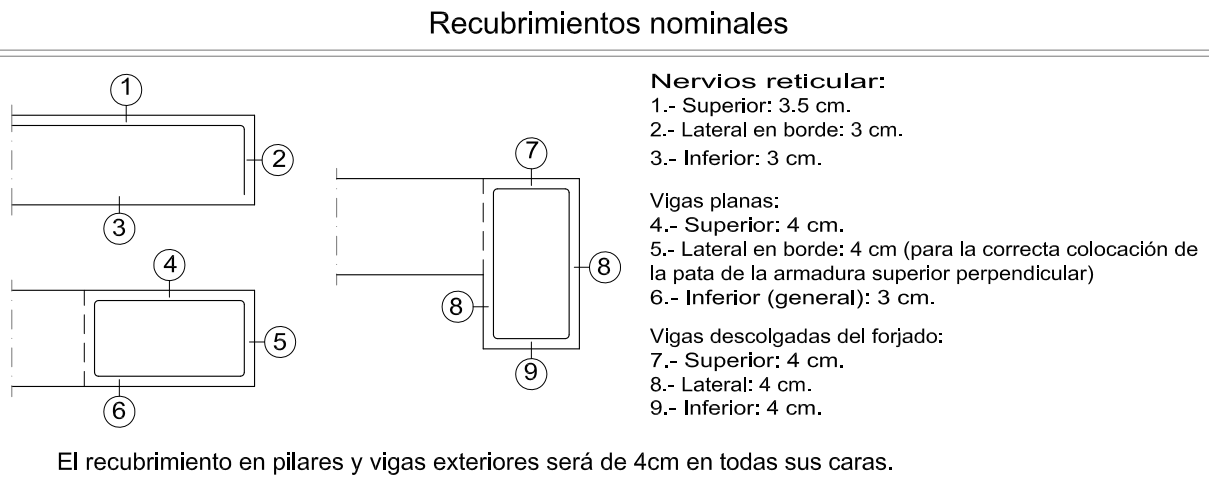 Recubrimientos nominales
1
2
3
4
5
6
7
8
8
9
Nervios reticular:
1.- Superior: 3.5 cm.
2.- Lateral en borde: 3 cm.
3.- Inferior: 3 cm.
Vigas planas:
4.- Superior: 4 cm.
5.- Lateral en borde: 4 cm (para la correcta colocación de
la pata de la armadura superior perpendicular)
6.- Inferior (general): 3 cm.
Vigas descolgadas del forjado:
7.- Superior: 4 cm.
8.- Lateral: 4 cm.
9.- Inferior: 4 cm.
El recubrimiento en pilares y vigas exteriores será de 4cm en todas sus caras.